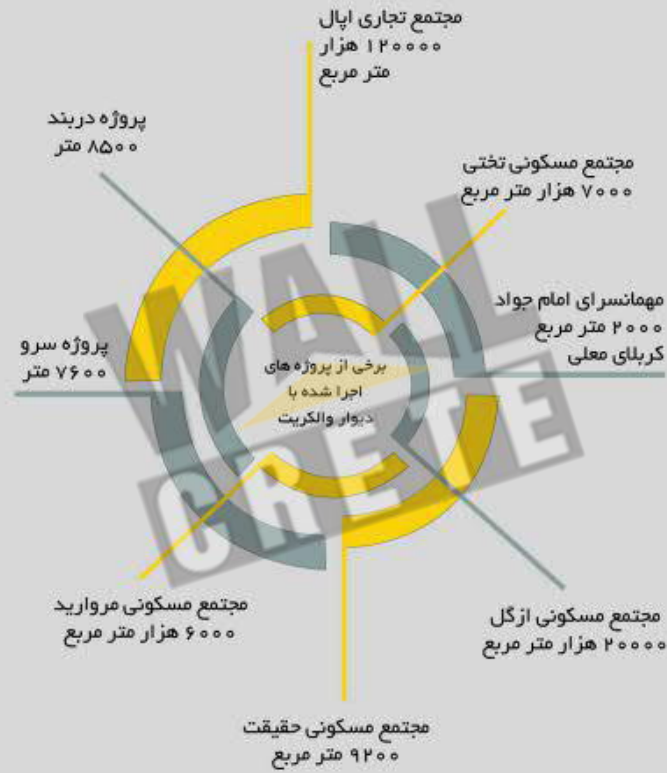 مجتمع تجاری اپال
۱۲۰۰۰۰ هزار
متر مربع
پروژه دربند
۸۵۰۰ متر
مجتمع مسکونی تختی
۷۰۰۰ هزار متر مربع
مهمانسرای امام جواد
۲۰۰۰ متر مربع
کربلای معلی
پروژه سرو
۷۶۰۰ متر
برخی از پروژه های
اجرا شده با
دیوار والکریت
WALL
CRETE
مجتمع مسکونی مروارید
۶۰۰۰ هزار متر مربع
مجتمع مسکونی ازگل
۲۰۰۰۰ هزار متر مربع
مجتمع مسکونی حقیقت
۹۲۰۰ متر مربع